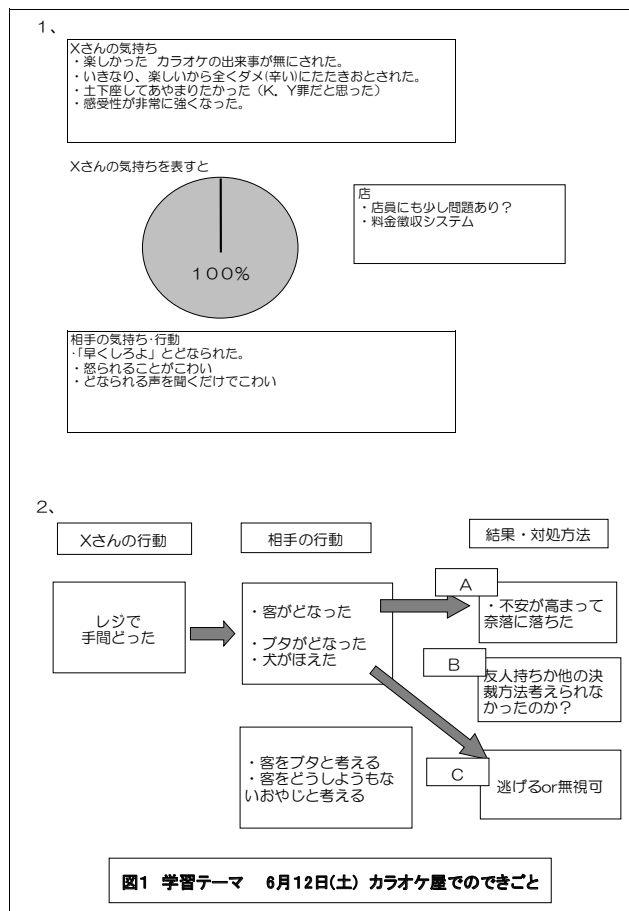 １、
Xさんの気持ち
・楽しかった カラオケの出来事が無にされた。
・いきなり、楽しいから全くダメ(辛い)にたたきおとされた。
・土下座してあやまりたかった（K．Y罪だと思った）
・感受性が非常に強くなった。
Xさんの気持ちを表すと
１００%
店
・店員にも少し問題あり？
・料金徴収システム
相手の気持ち・行動
・「早くしろよ」とどなられた。
・怒られることがこわい
・どなられる声を聞くだけでこわい
２、
Xさんの行動
相手の行動
結果・対処方法
レジで
手間どった
・客がどなった
・ブタがどなった
・犬がほえた
A
・不安が高まって
奈落に落ちた
B
友人持ちか他の決
裁方法考えられな
かったのか？
・客をブタと考える
・客をどうしようもな
いおやじと考える
C
逃げるor無視可
図1 学習テーマ 6月12日(土) カラオケ屋でのできごと